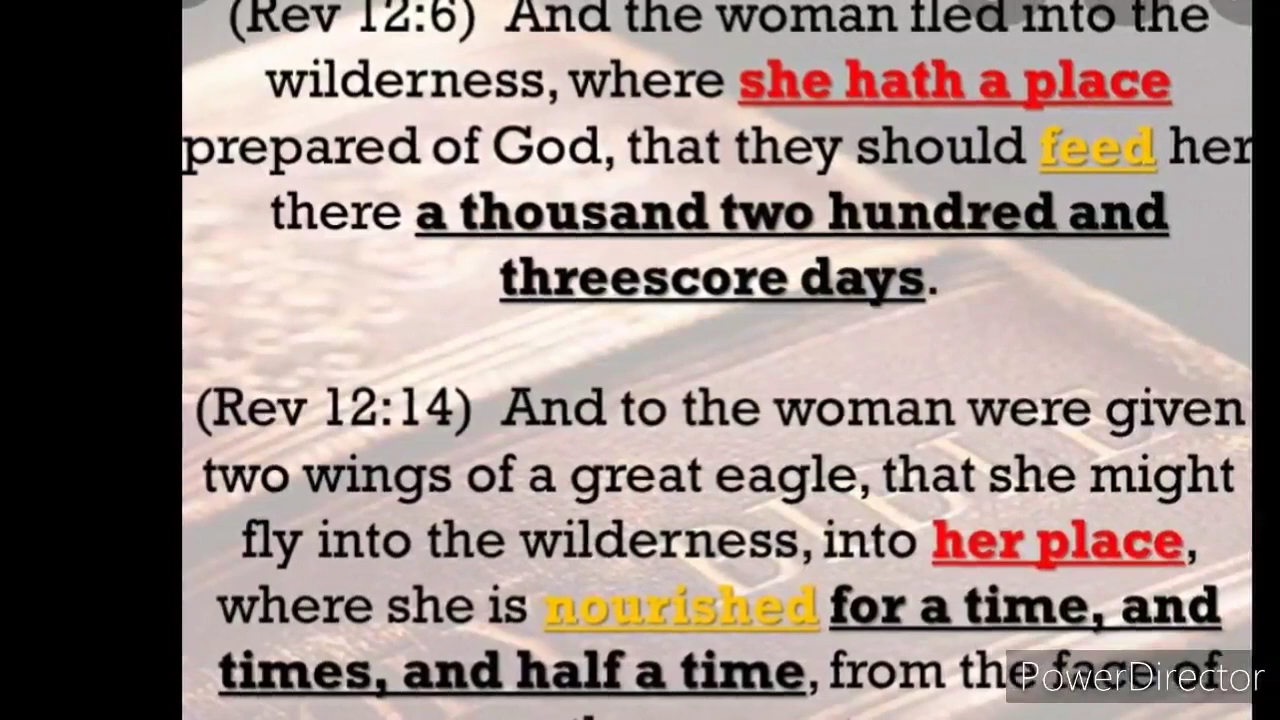 (Rev 12:6) And the woman fled into the
wilderness, where she hath a place
prepared of God, that they should feed her
there a thousand two hundred and
threescore days.
(Rev 12:14) And to the woman were given
two wings of a great eagle, that she might
fly into the wilderness, into her place,
where she is nourished for a time, and
times, and half a time, from the face of
PowerDirector
BIBLE